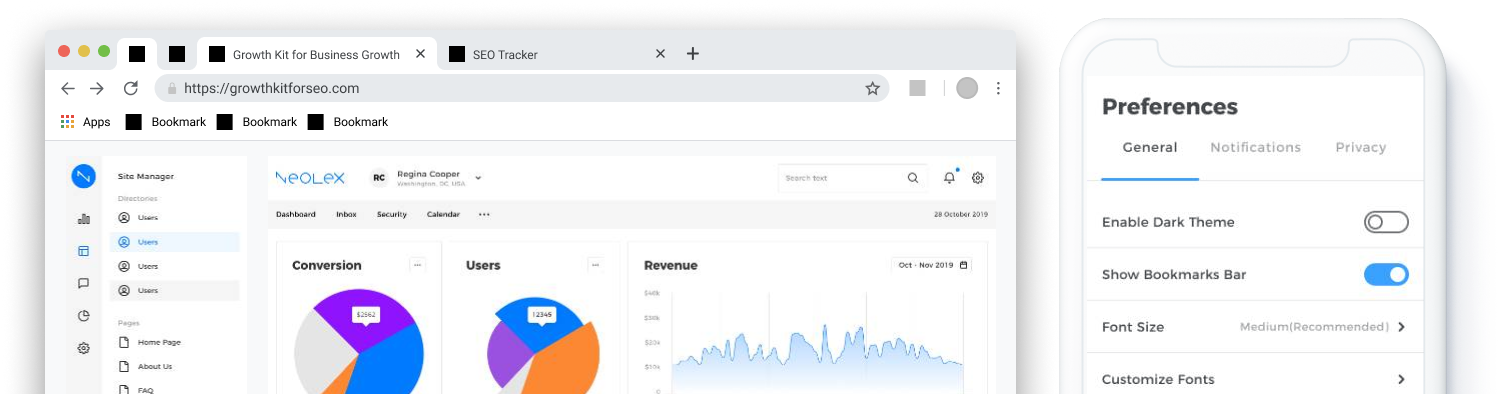 Growth Kit for Business Growth
SEO Tracker
https://growthkitforseo.com
Apps Bookmark Bookmark Bookmark
Site Manager
Directories
Users
Users
Users
Users
Pages
Home Page
About Us
FAQ
NEOLEX
RC Regina Cooper
Washington, DC, USA
Search text
Dashboard Inbox Security Calendar ...
28 October 2019
Conversion
$2562
Users
12345
Revenue
Oct - Nov 2019
$40k
$30k
$20k
$10k
0
Preferences
General Notifications Privacy
Enable Dark Theme
Show Bookmarks Bar
Font Size Medium(Recommended)
Customize Fonts